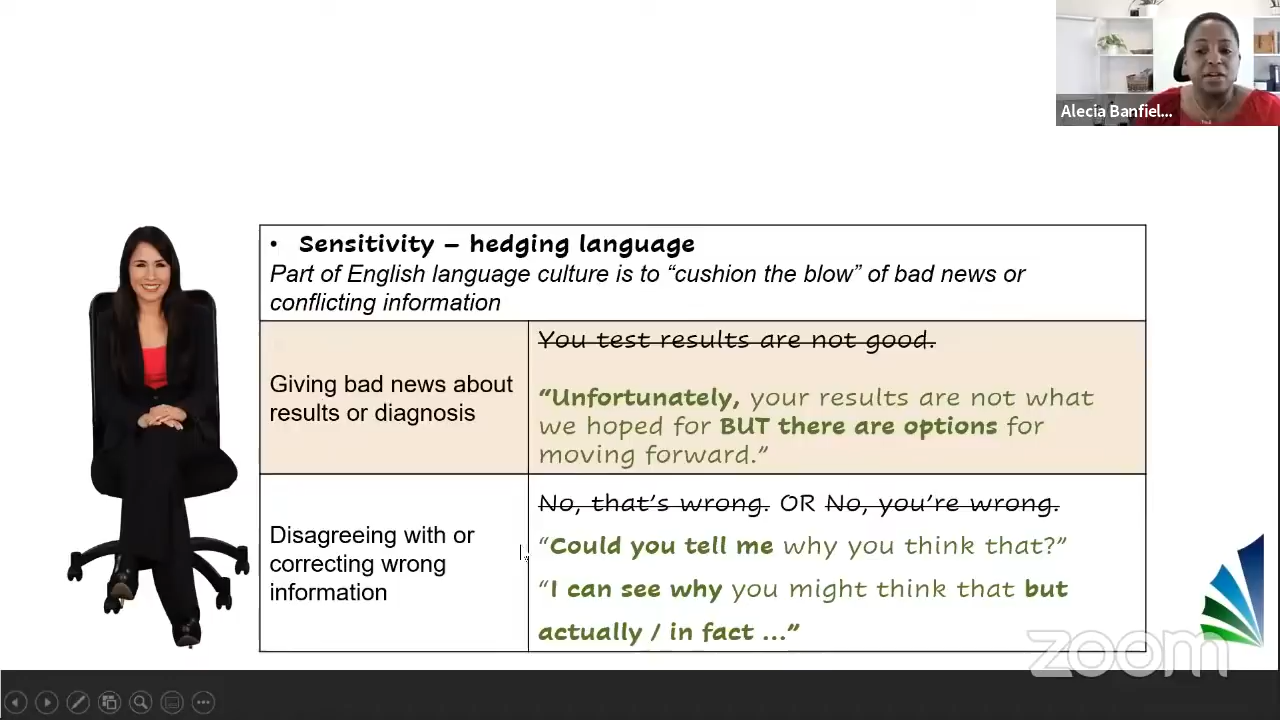 Alecia Banfiel...
• Sensitivity – hedging language
Part of English language culture is to “cushion the blow” of bad news or
conflicting information
Giving bad news about
results or diagnosis
You test results are not good.
“Unfortunately, your results are not what
we hoped for BUT there are options for
moving forward.”
Disagreeing with or
correcting wrong
information
No, that’s wrong. OR No, you’re wrong.
“Could you tell me why you think that?”
“I can see why you might think that but
actually / in fact ...”
zoom